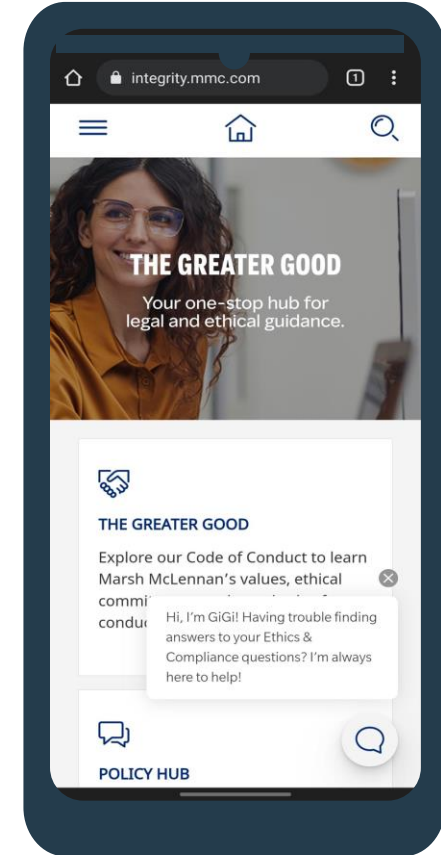 integrity.mmc.com
1
THE GREATER GOOD
Your one-stop hub for
legal and ethical guidance.
THE GREATER GOOD
Explore our Code of Conduct to learn
Marsh McLennan's values, ethical
Hi, I'm GiGi! Having trouble finding
answers to your Ethics &
Compliance questions? I'm always
here to help!
POLICY HUB